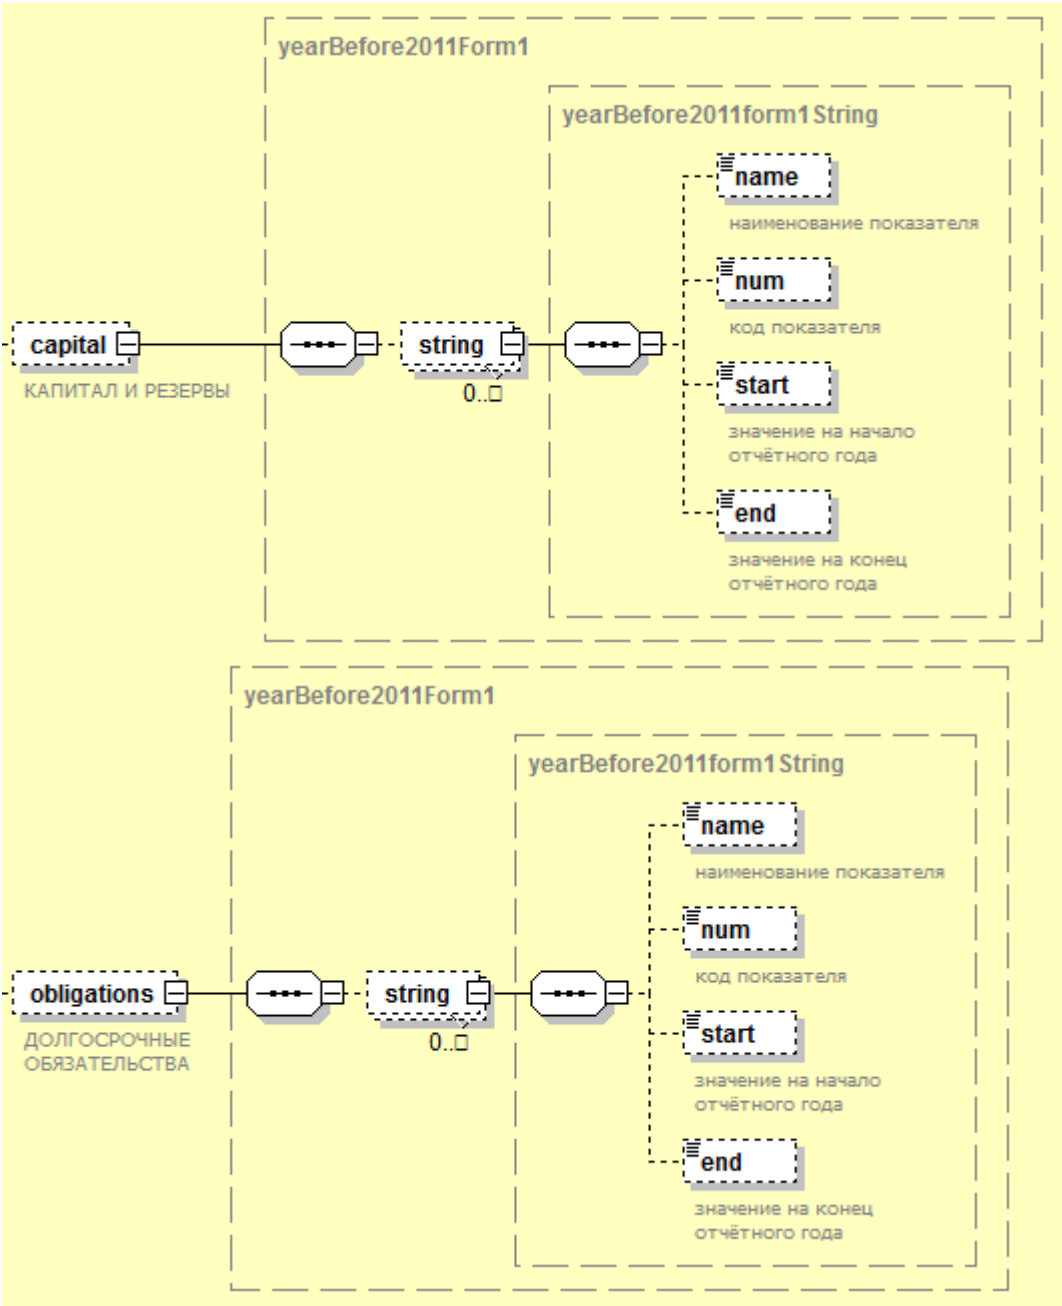 yearBefore2011Form1
yearBefore2011form1String
name
наименование показателя
num
код показателя
capital
КАПИТАЛ И РЕЗЕРВЫ
string
0..□
start
значение на начало
отчётного года
end
значение на конец
отчётного года
yearBefore2011Form1
yearBefore2011form1String
name
наименование показателя
num
код показателя
obligations
ДОЛГОСРОЧНЫЕ
ОБЯЗАТЕЛЬСТВА
string
0..□
start
значение на начало
отчётного года
end
значение на конец
отчётного года